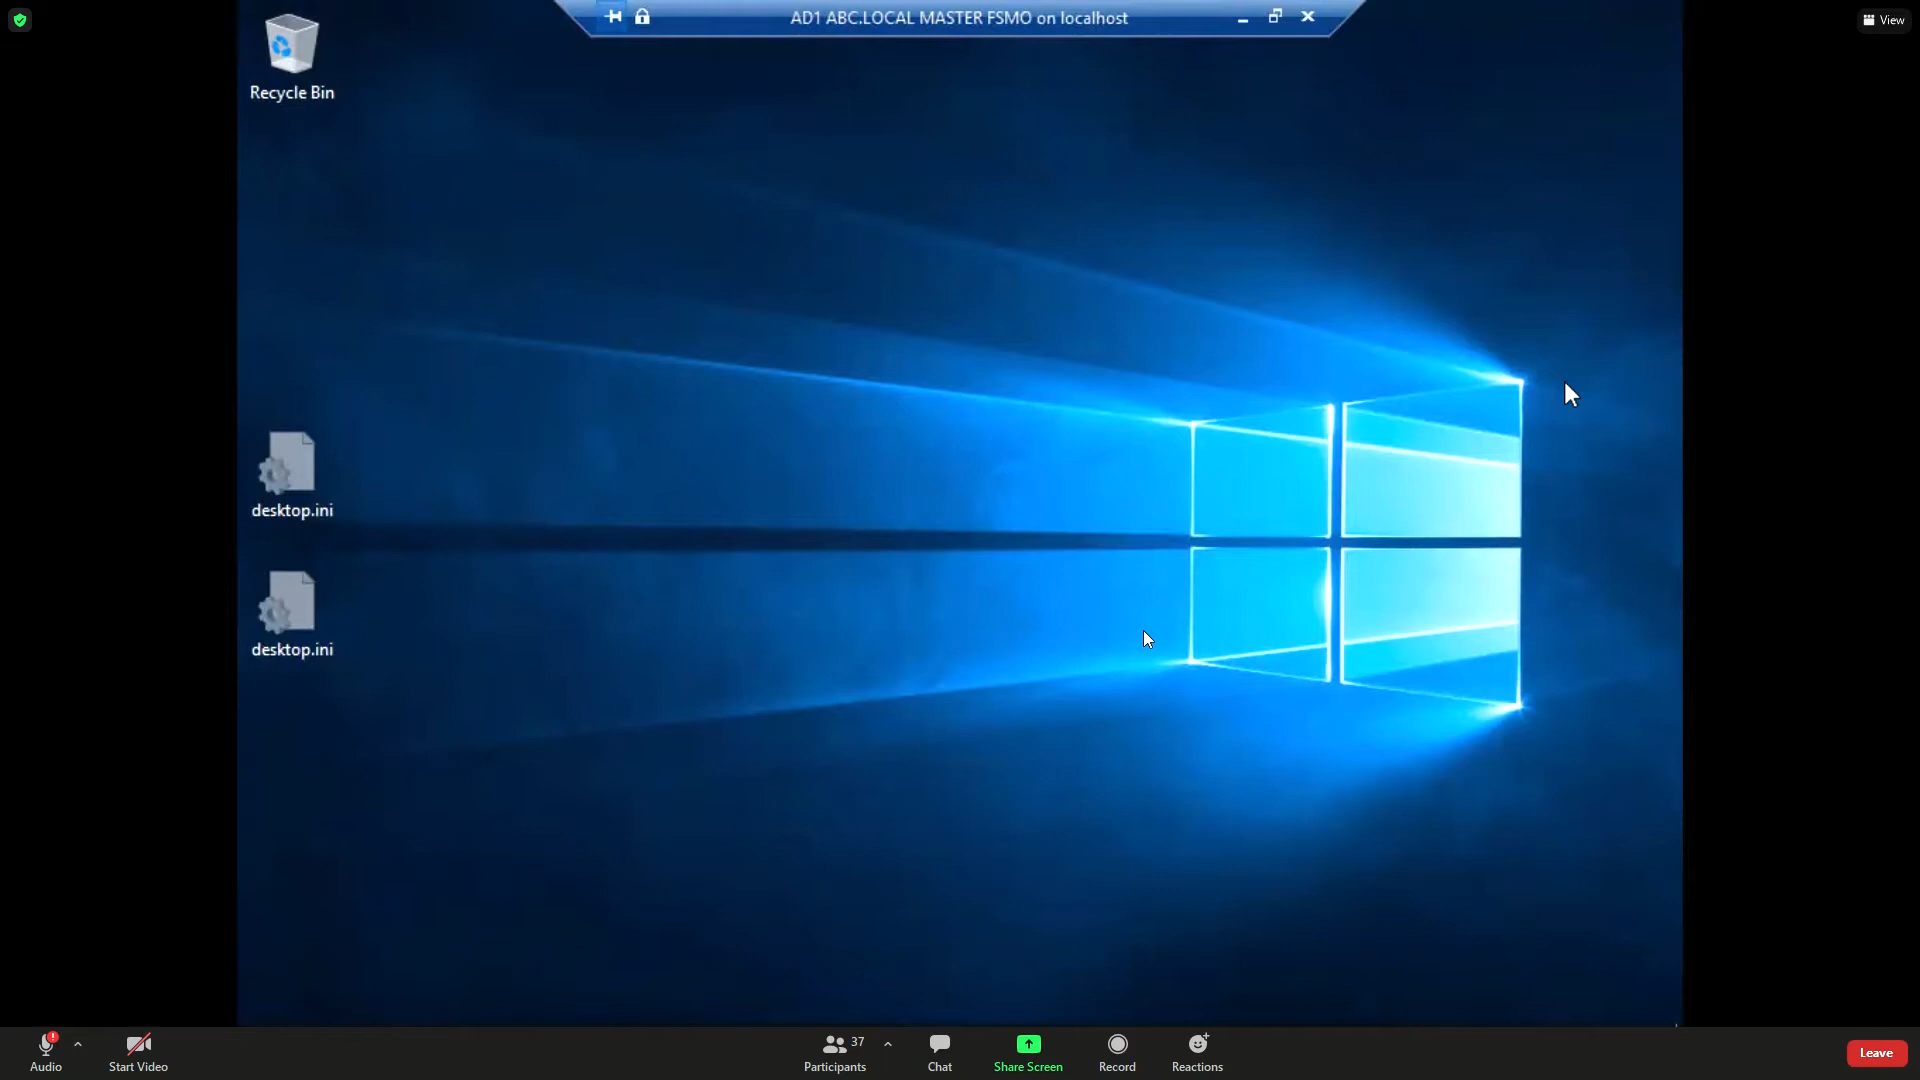 AD1 ABC.LOCAL MASTER FSMO on localhost
View
Recycle Bin
desktop.ini
desktop.ini
Audio
Start Video
37
Participants
Chat
Share Screen
Record
Reactions
Leave